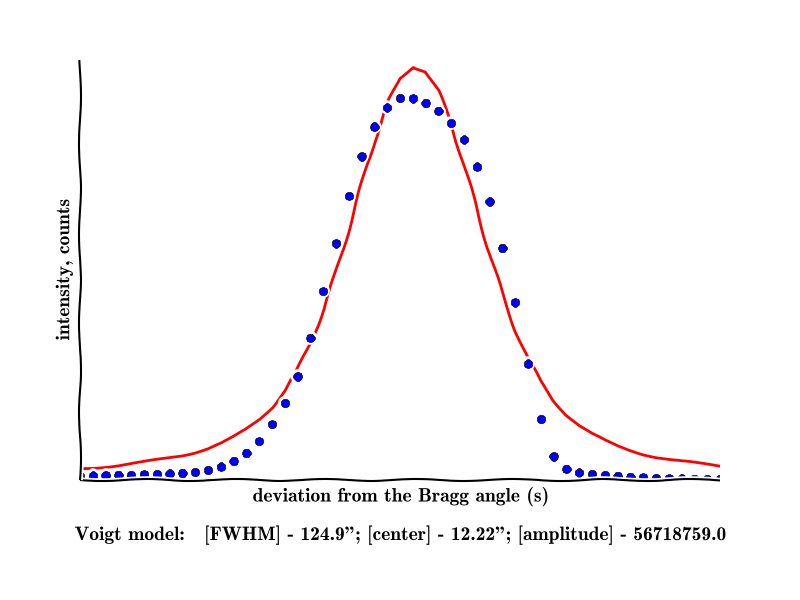 intensity, counts
deviation from the Bragg angle (s)
Voigt model: [FWHM] - 124.9”; [center] - 12.22”; [amplitude] - 56718759.0